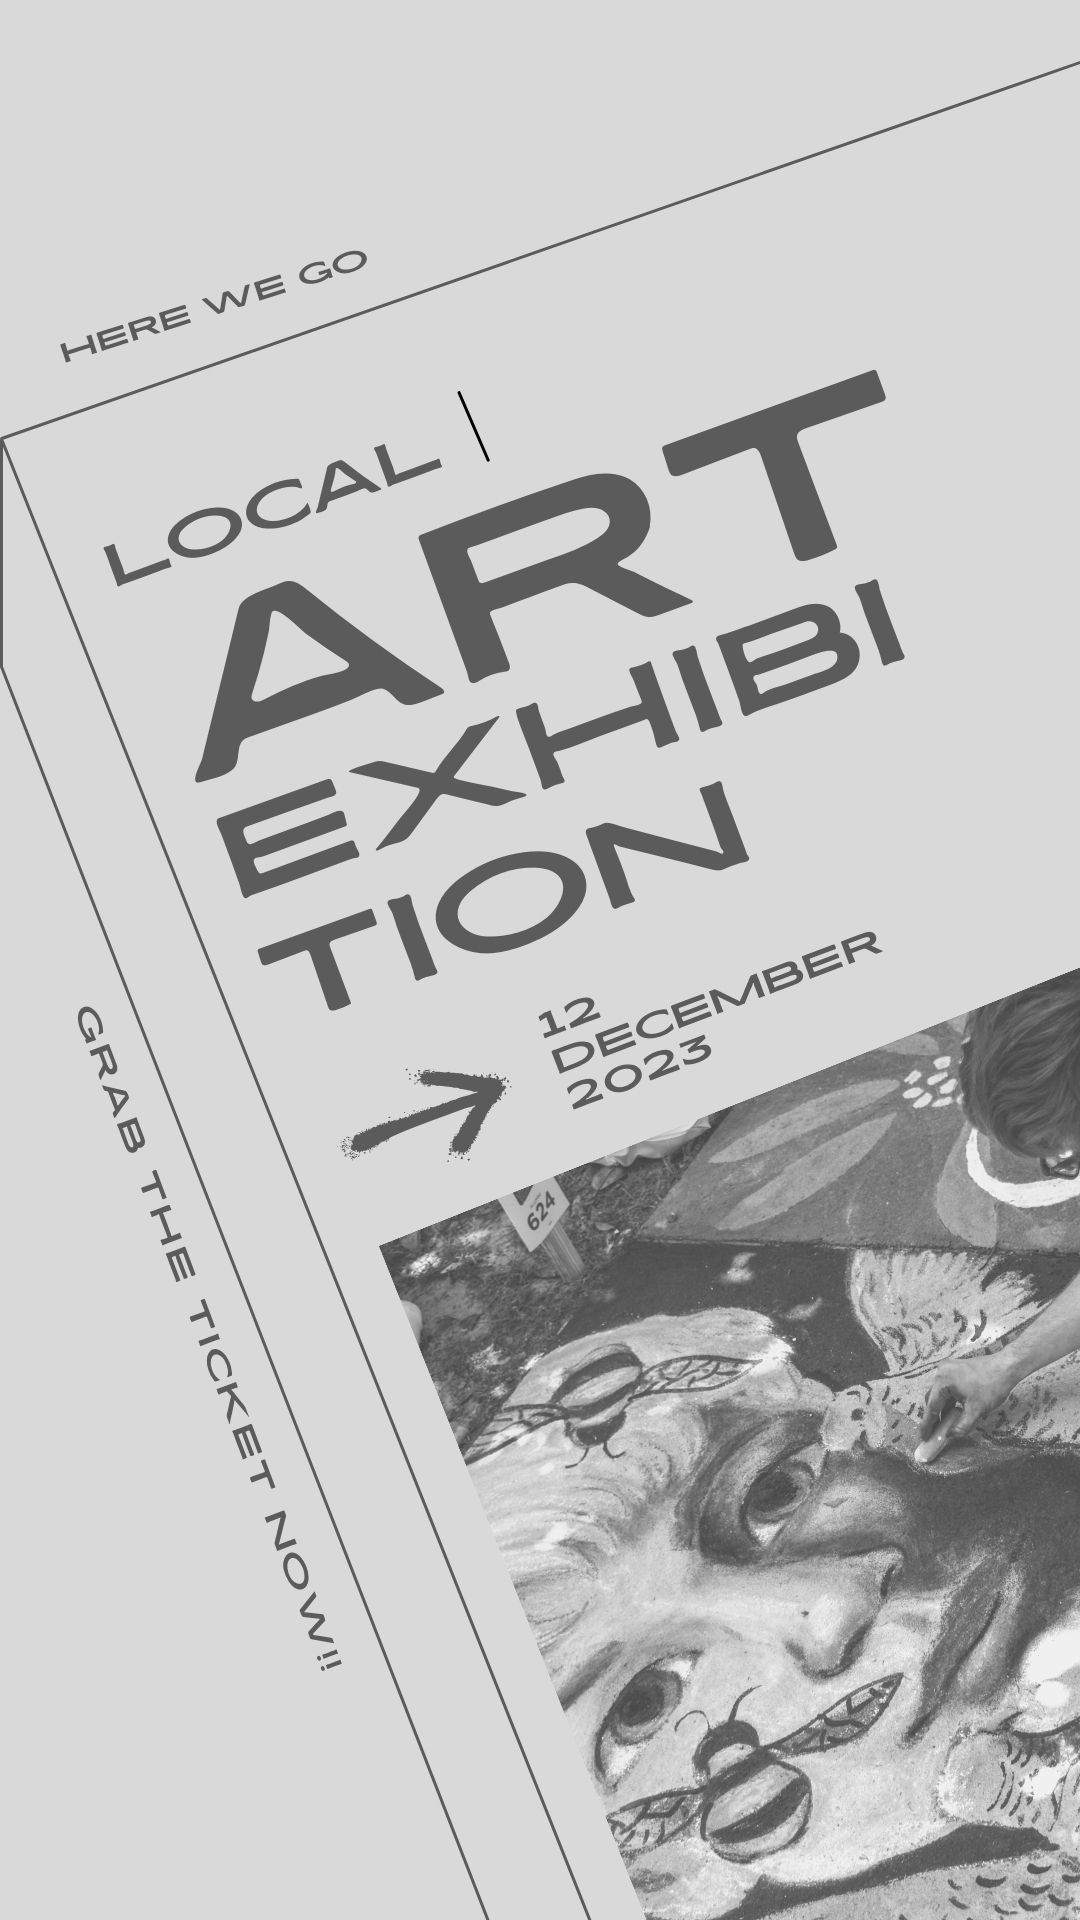 HERE WE GO
LOCAL
ART
EXHIBI
TION
12
DECEMBER
2023
GRAB THE TICKET NOW!!
624